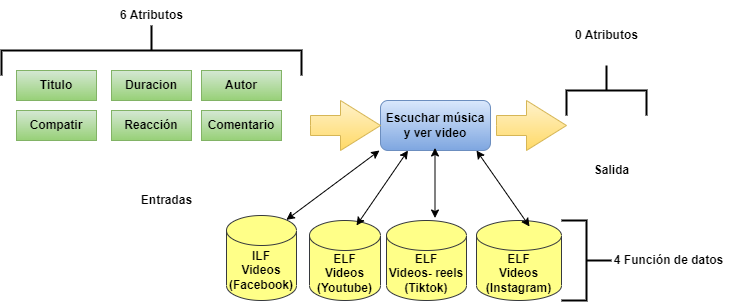 6 Atributos
0 Atributos
Titulo
Duracion
Autor
Compatir
Reacción
Comentario
Escuchar música
y ver video
Entradas
Salida
ILF
Videos
(Facebook)
ELF
Videos
(Youtube)
ELF
Videos- reels
(Tiktok)
ELF
Videos
(Instagram)
4 Función de datos